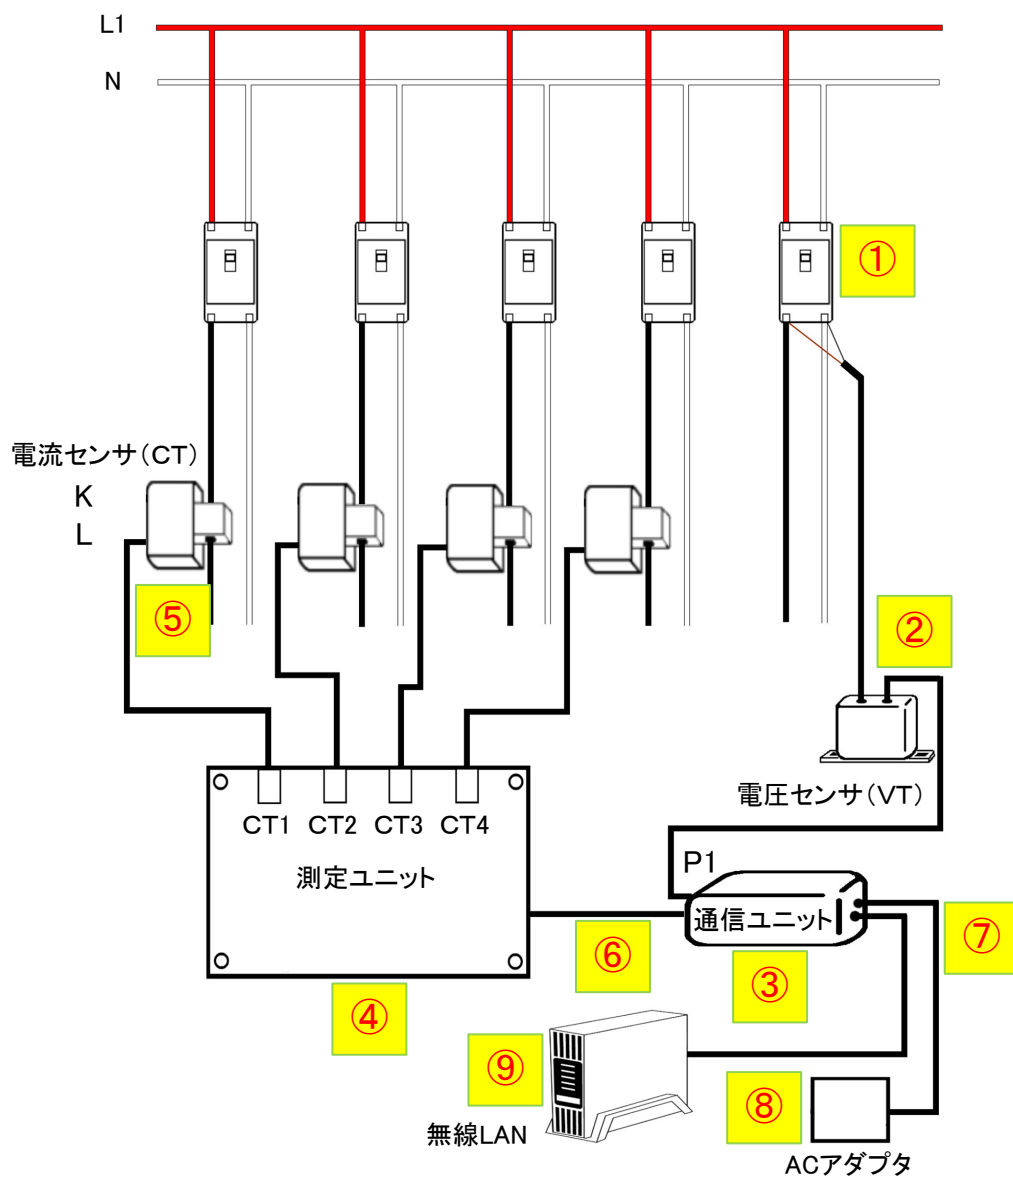 L1
N
①
電流センサ(CT)
K
L
⑤
②
電圧センサ(VT)
CT1 CT2 CT3 CT4
測定ユニット
P1
通信ユニット
⑥
③
⑦
④
⑨
⑧
無線LAN
ACアダプタ